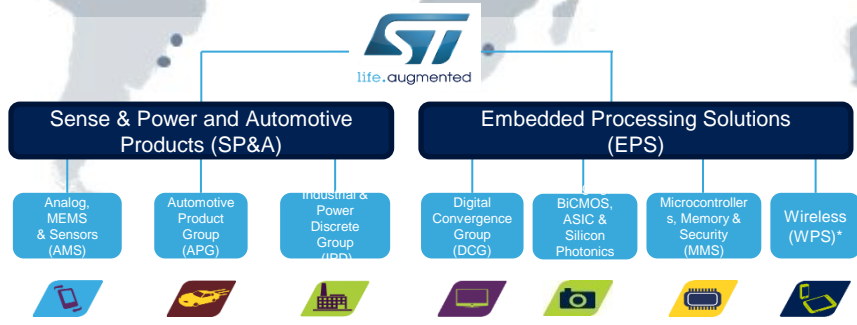 ST
life.augmented
Sense & Power and Automotive
Products (SP&A)
Embedded Processing Solutions
(EPS)
Analog,
MEMS
& Sensors
(AMS)
Automotive
Product
Group
(APG)
Industrial &
Power
Discrete
Group
(IPD)
Digital
Convergence
Group
(DCG)
BiCMOS,
ASIC &
Silicon
Photonics
Microcontroller
s, Memory &
Security
(MMS)
Wireless
(WPS)*